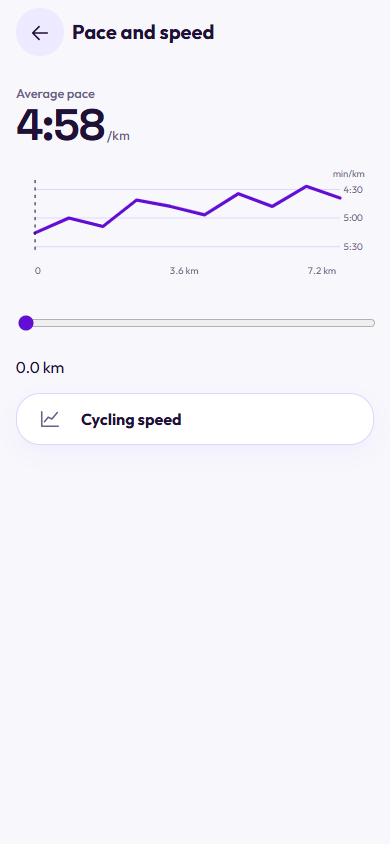 Pace and speed
Average pace
4:58 /km
min/km
4:30
5:00
5:30
0 3.6 km 7.2 km
0.0 km
Cycling speed